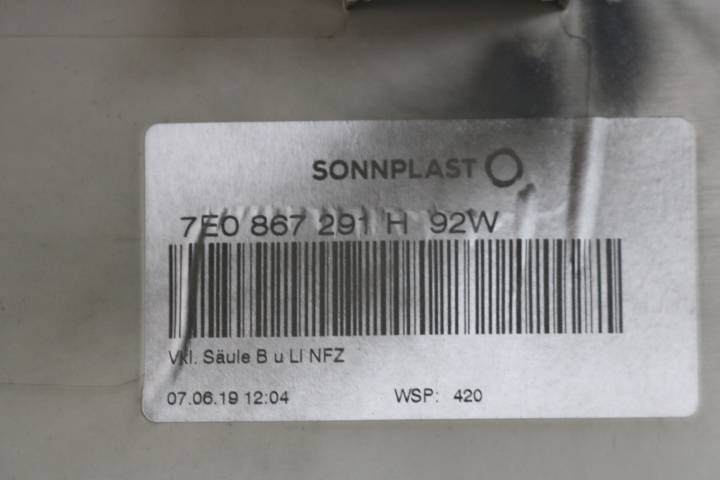 SONNPLAST
7E0 867 291 H 92W
Vkl. Säule B u LI NFZ
07.06.19 12:04 WSP: 420